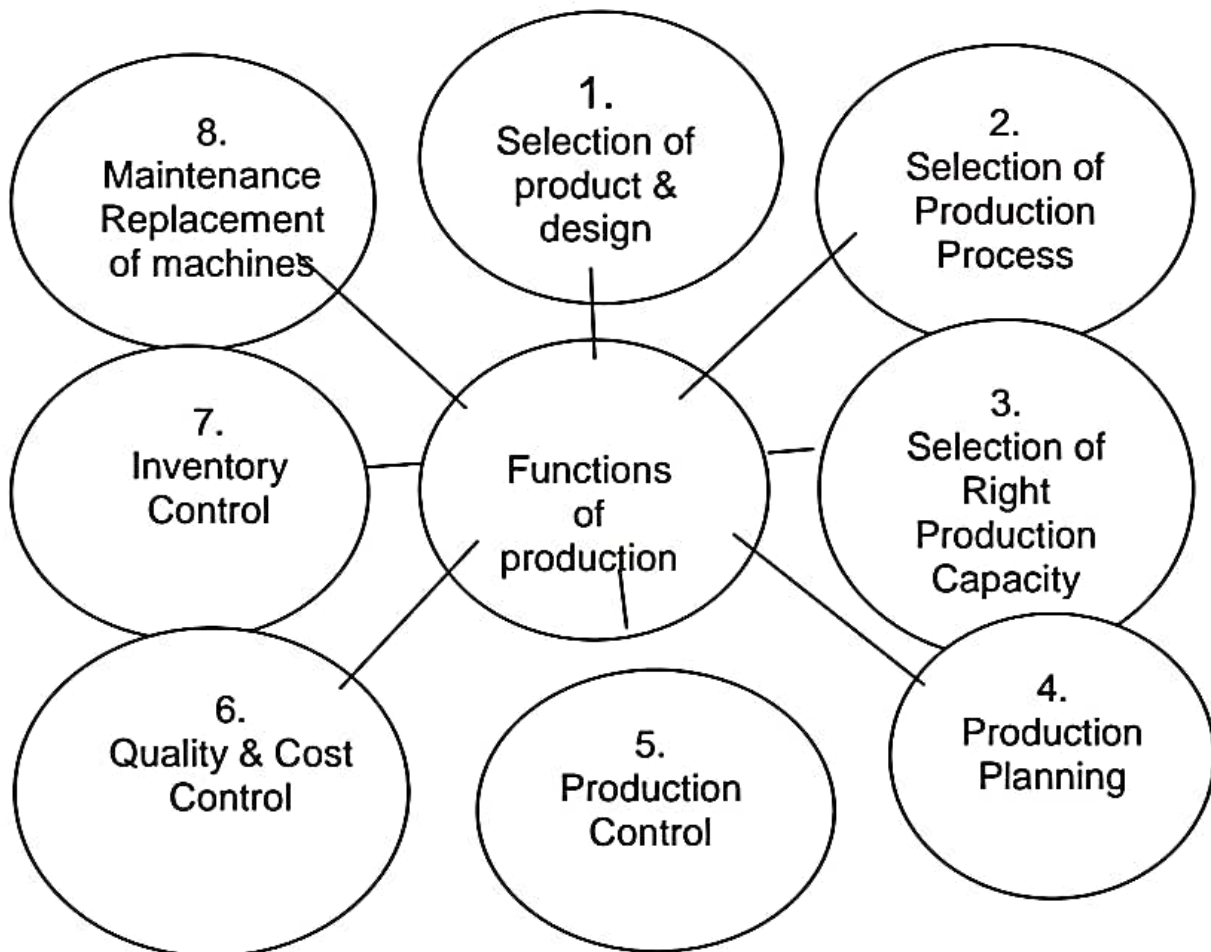 1.
Selection of
product &
design
2.
Selection of
Production
Process
3.
Selection of
Right
Production
Capacity
4.
Production
Planning
5.
Production
Control
6.
Quality & Cost
Control
7.
Inventory
Control
8.
Maintenance
Replacement
of machines
Functions
of
production